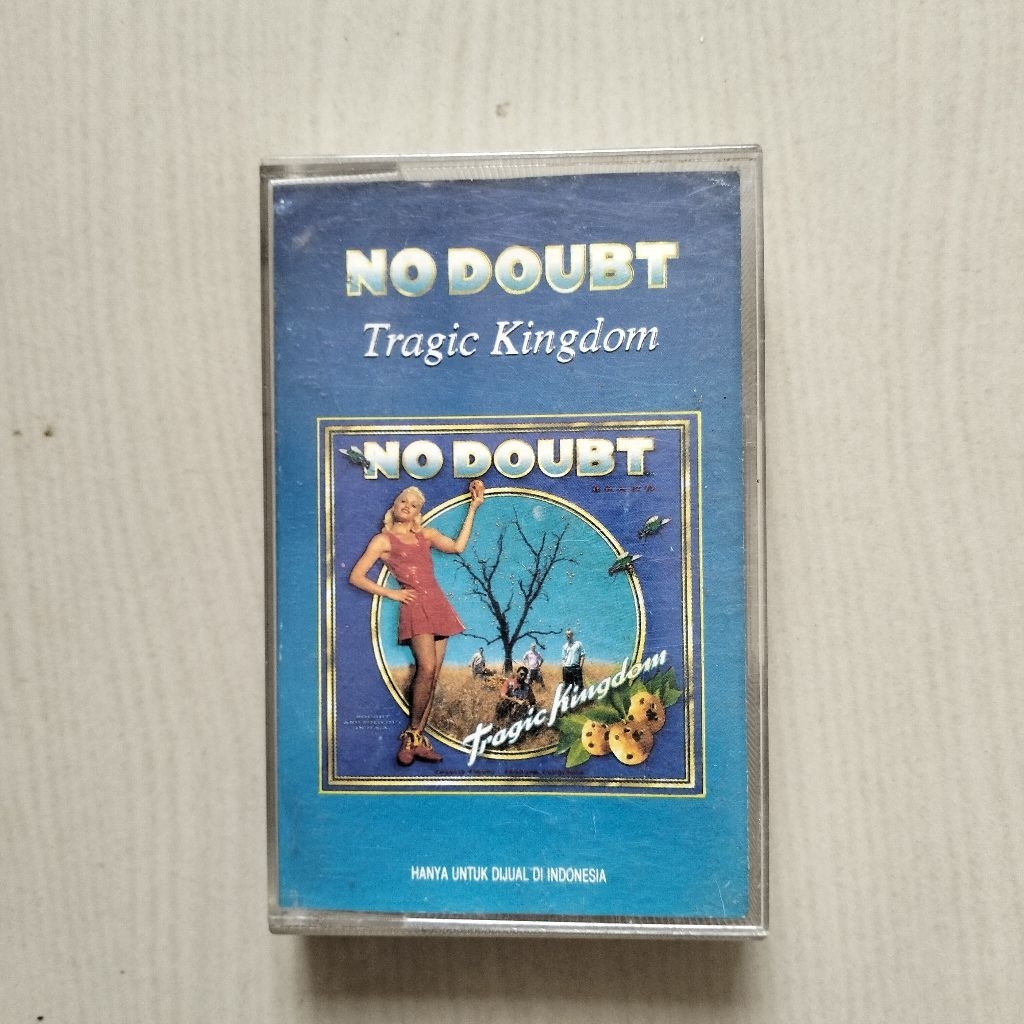 NO DOUBT
Tragic Kingdom
NO DOUBT
Tragic Kingdom
HANYA UNTUK DIJUAL DI INDONESIA